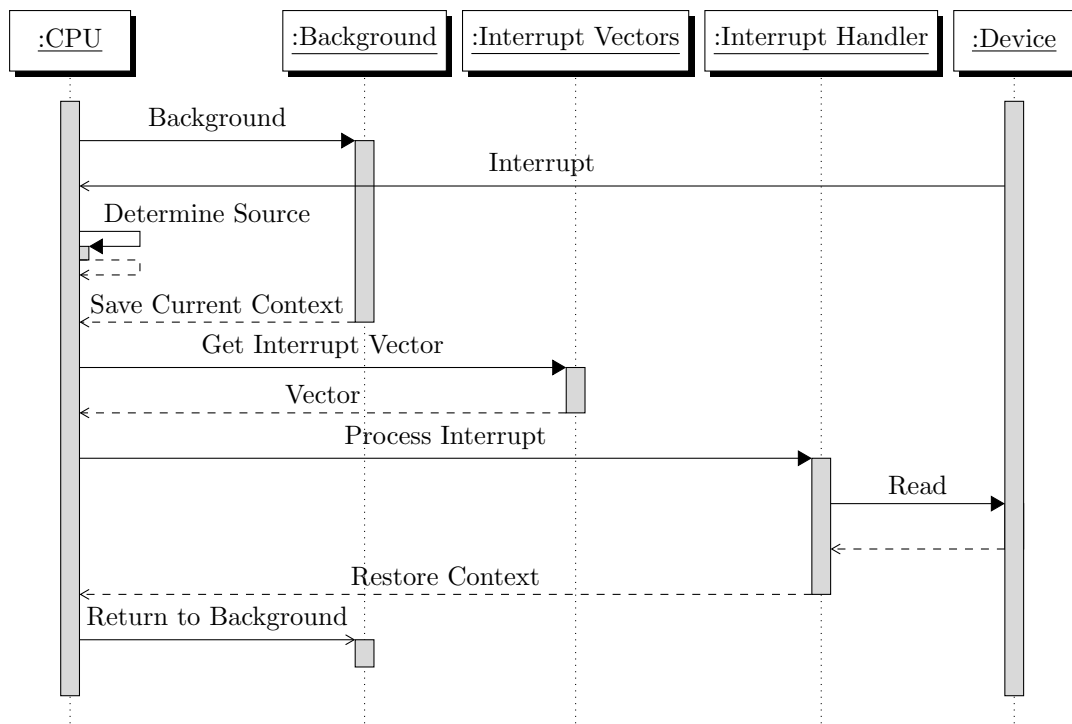 :CPU
:Background
:Interrupt Vectors
:Interrupt Handler
:Device
Background
Interrupt
Determine Source
Save Current Context
Get Interrupt Vector
Vector
Process Interrupt
Read
Restore Context
Return to Background